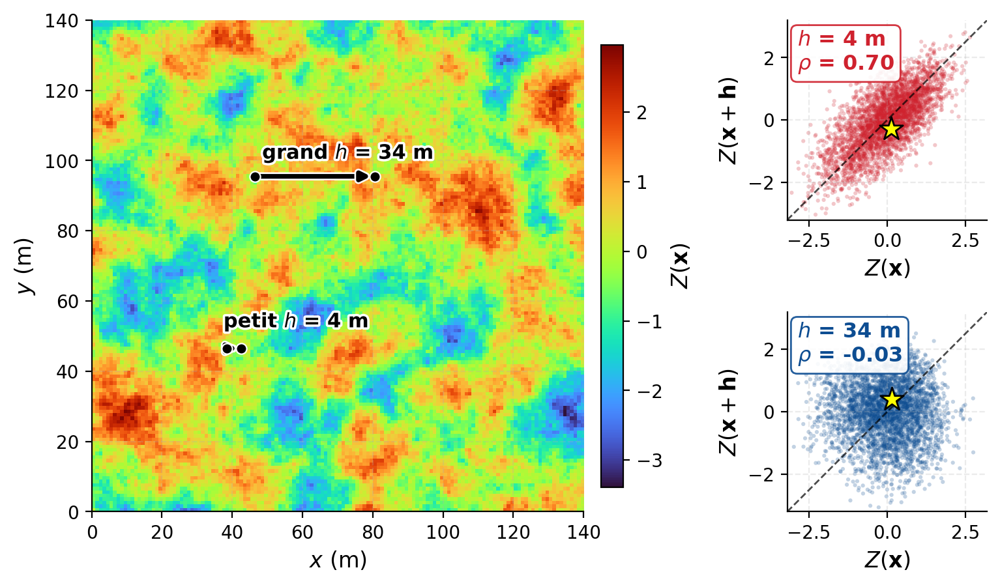 140
120
100
80
60
40
20
0
y (m)
0
20
40
60
80
100
120
140
x (m)
grand h = 34 m
petit h = 4 m
2
1
0
−1
−2
−3
Z(x)
h = 4 m
ρ = 0.70
2
0
−2
Z(x + h)
−2.5
0.0
2.5
Z(x)
h = 34 m
ρ = -0.03
2
0
−2
Z(x + h)
−2.5
0.0
2.5
Z(x)